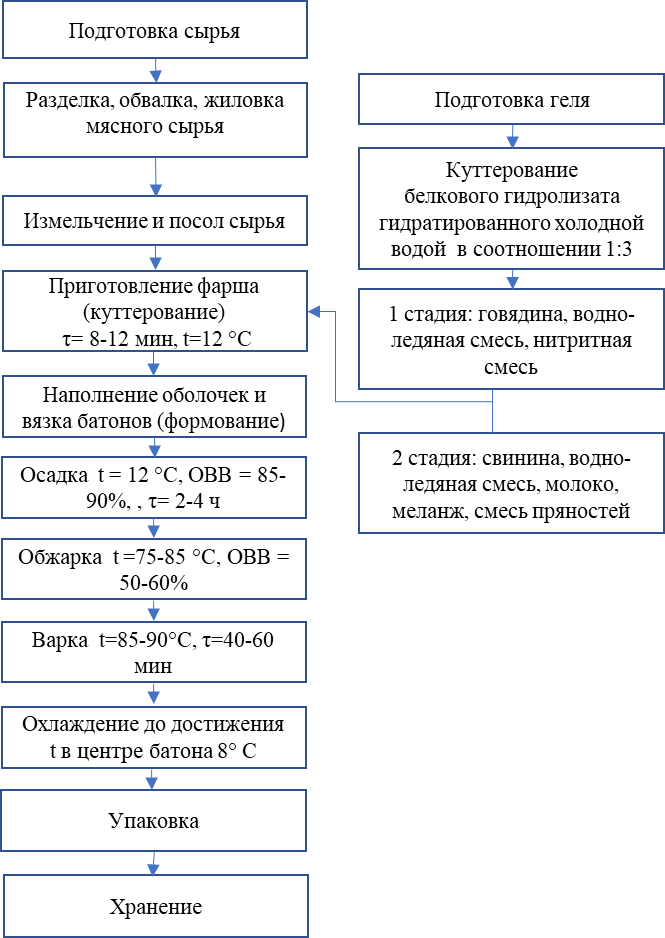 Подготовка сырья
Разделка, обвалка, жиловка
мясного сырья
Измельчение и посол сырья
Приготовление фарша
(куттерование)
τ= 8-12 мин, t=12 °C
Наполнение оболочек и
вязка батонов (формование)
Осадка t = 12 °C, ОВВ = 85-
90%, , τ= 2-4 ч
Обжарка t =75-85 °C, ОВВ =
50-60%
Варка t=85-90°C, τ=40-60
мин
Охлаждение до достижения
t в центре батона 8° C
Упаковка
Хранение
Подготовка геля
Куттерование
белкового гидролизата
гидратированного холодной
водой в соотношении 1:3
1 стадия: говядина, водно-
ледяная смесь, нитритная
смесь
2 стадия: свинина, водно-
ледяная смесь, молоко,
меланж, смесь пряностей